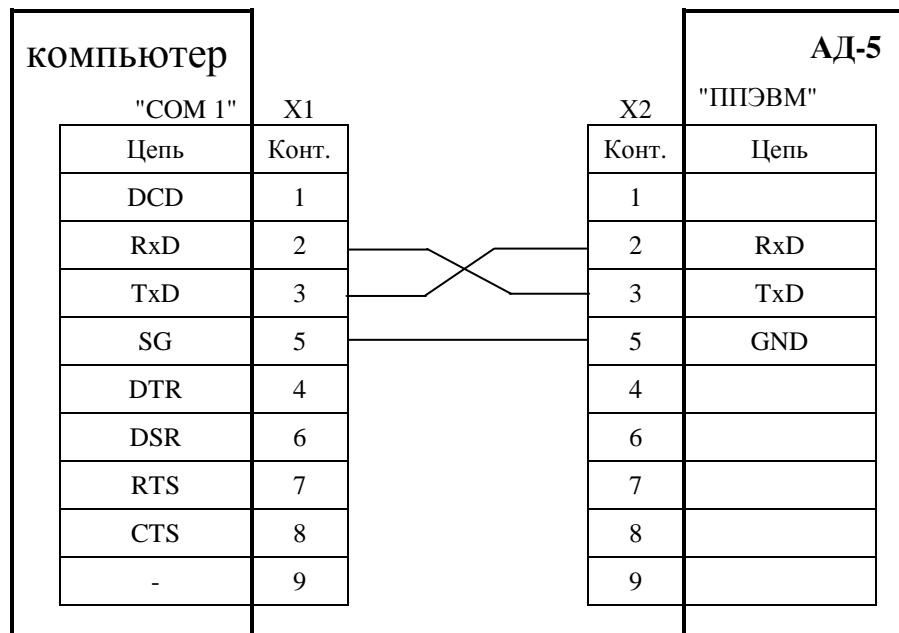 компьютер АД-5
"COM 1" X1 X2 "ППЭВМ"
Цепь Конт. Конт. Цепь
DCD 1 1
RxD 2 2 RxD
TxD 3 3 TxD
SG 5 5 GND
DTR 4 4
DSR 6 6
RTS 7 7
CTS 8 8
- 9 9